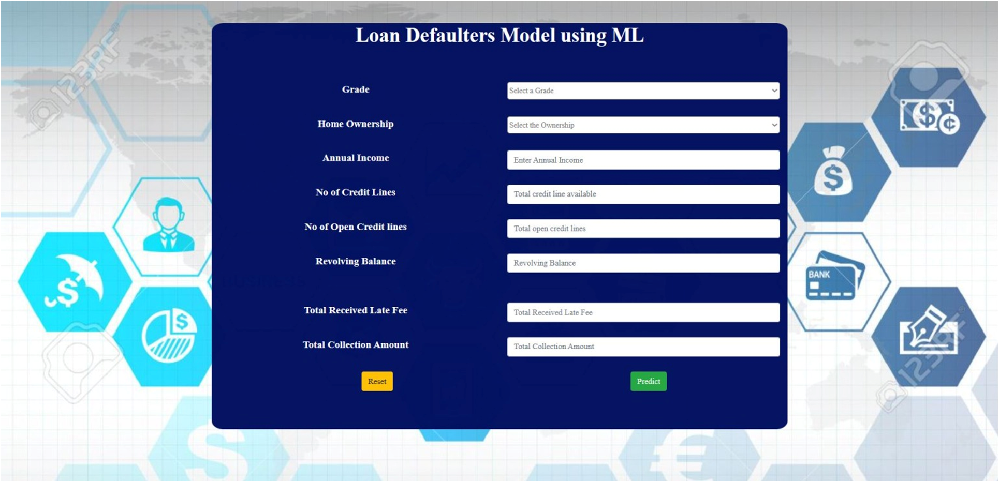 Loan Defaulters Model using ML
Grade
Select a Grade
Home Ownership
Select the Ownership
Annual Income
Enter Annual Income
No of Credit Lines
Total credit line available
No of Open Credit lines
Total open credit lines
Revolving Balance
Revolving Balance
Total Received Late Fee
Total Received Late Fee
Total Collection Amount
Total Collection Amount
Reset
Predict
123RF
$
$
$
¢
$
BANK
123RF
$
€